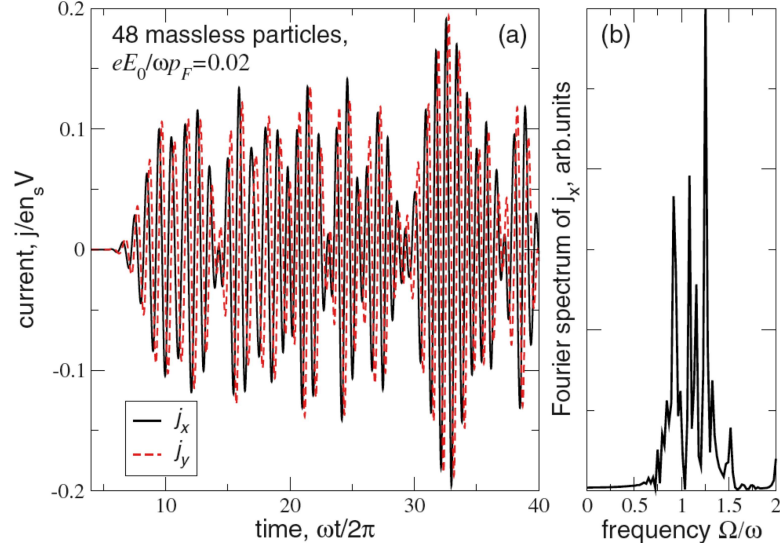 48 massless particles,
eE₀/ωp_F=0.02
(a)
(b)
0.2
0.1
0
-0.1
-0.2
current, j/en_sV
j_x
j_y
10
20
30
40
time, ωt/2π
Fourier spectrum of j_x, arb.units
0
0.5
1
1.5
2
frequency Ω/ω